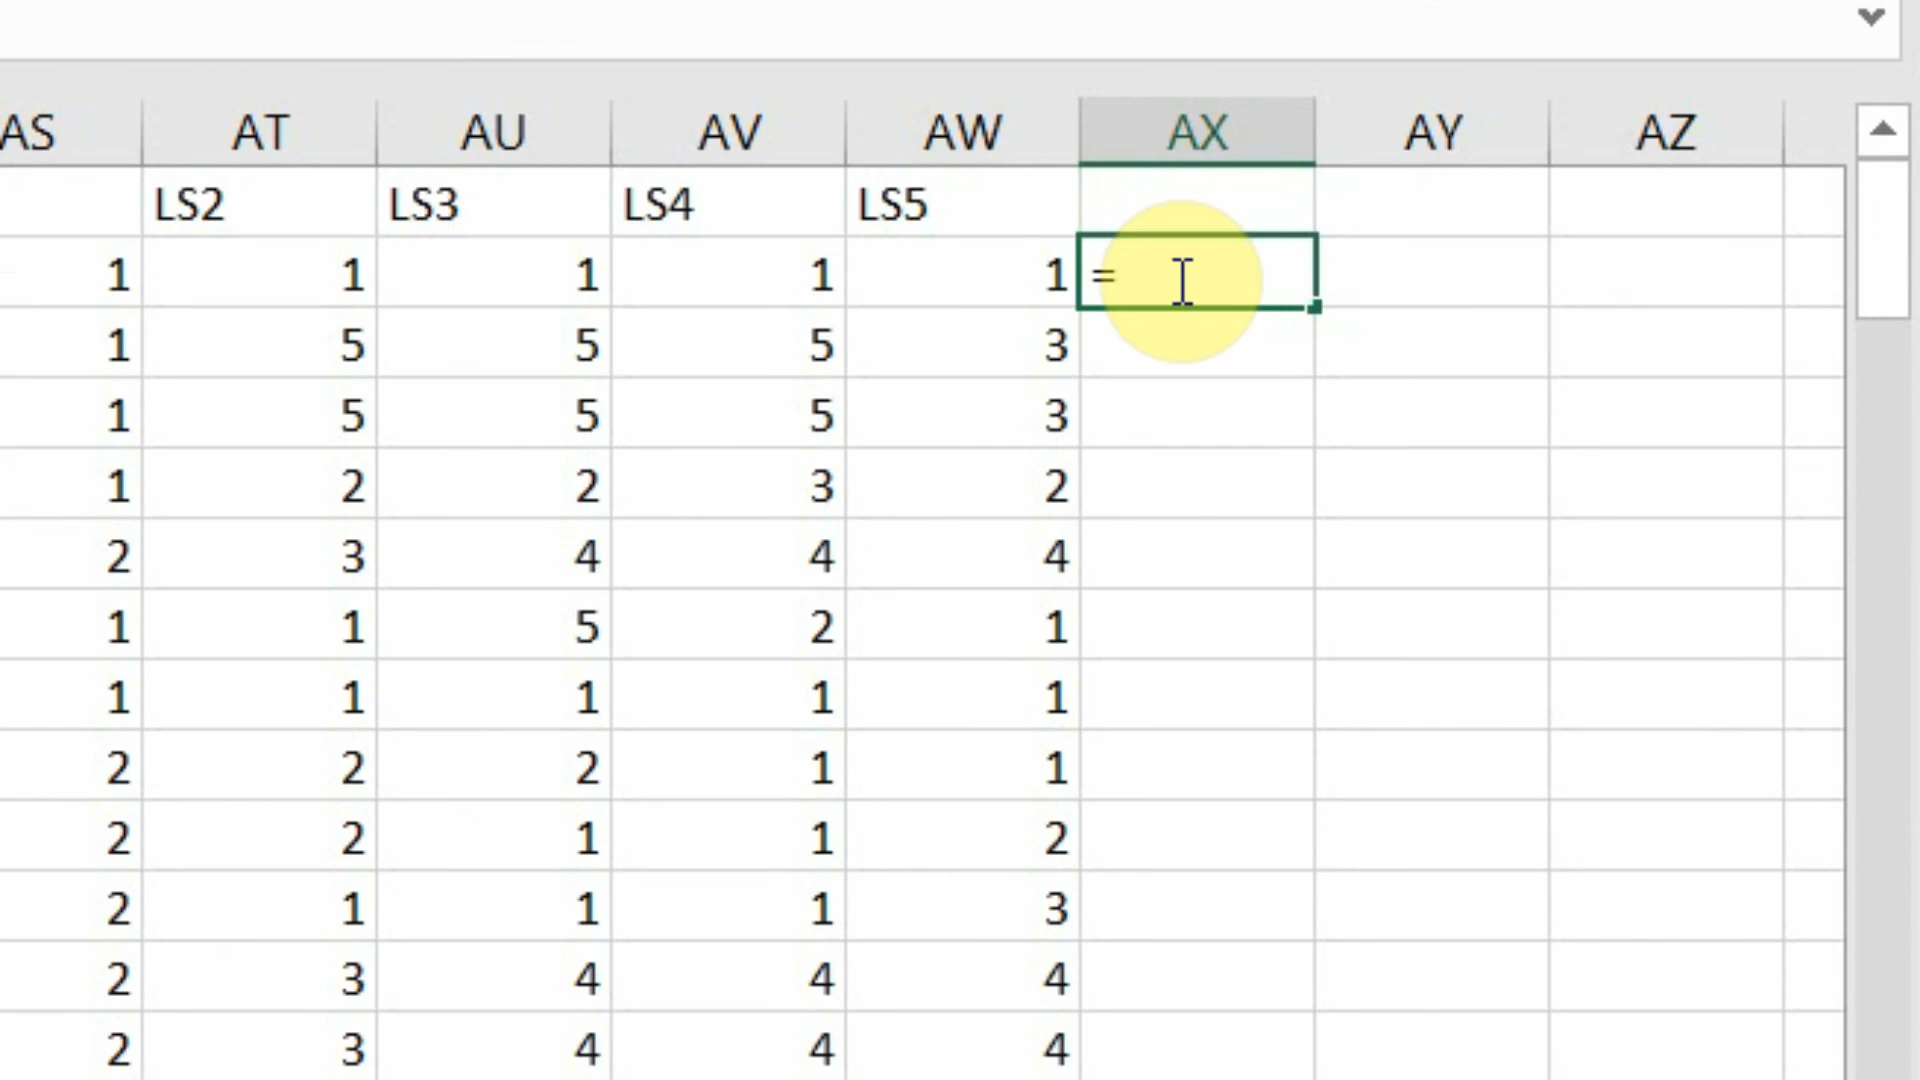 AS AT AU AV AW AX AY AZ
LS2 LS3 LS4 LS5
1 1 1 1 1 =
1 5 5 5 3
1 5 5 5 3
1 2 2 3 2
2 3 4 4 4
1 1 5 2 1
1 1 1 1 1
2 2 2 1 1
2 2 1 1 2
2 1 1 1 3
2 3 4 4 4
2 3 4 4 4